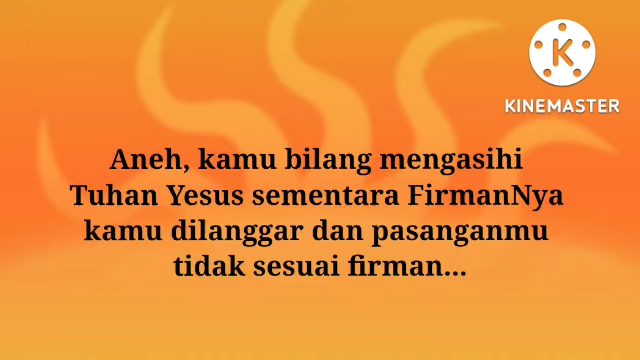 KINEMASTER
Aneh, kamu bilang mengasihi
Tuhan Yesus sementara FirmanNya
kamu dilanggar dan pasanganmu
tidak sesuai firman...